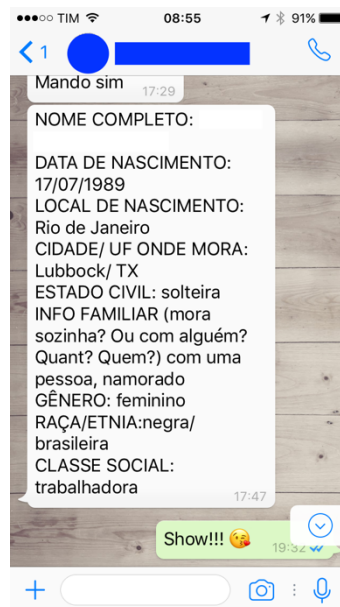 TIM 08:55 91%
1
Mando sim
17:29
NOME COMPLETO:
DATA DE NASCIMENTO:
17/07/1989
LOCAL DE NASCIMENTO:
Rio de Janeiro
CIDADE/ UF ONDE MORA:
Lubbock/ TX
ESTADO CIVIL: solteira
INFO FAMILIAR (mora
sozinha? Ou com alguém?
Quant? Quem?) com uma
pessoa, namorado
GÊNERO: feminino
RAÇA/ETNIA:negra/
brasileira
CLASSE SOCIAL:
trabalhadora
17:47
Show!!! 😘
19:32